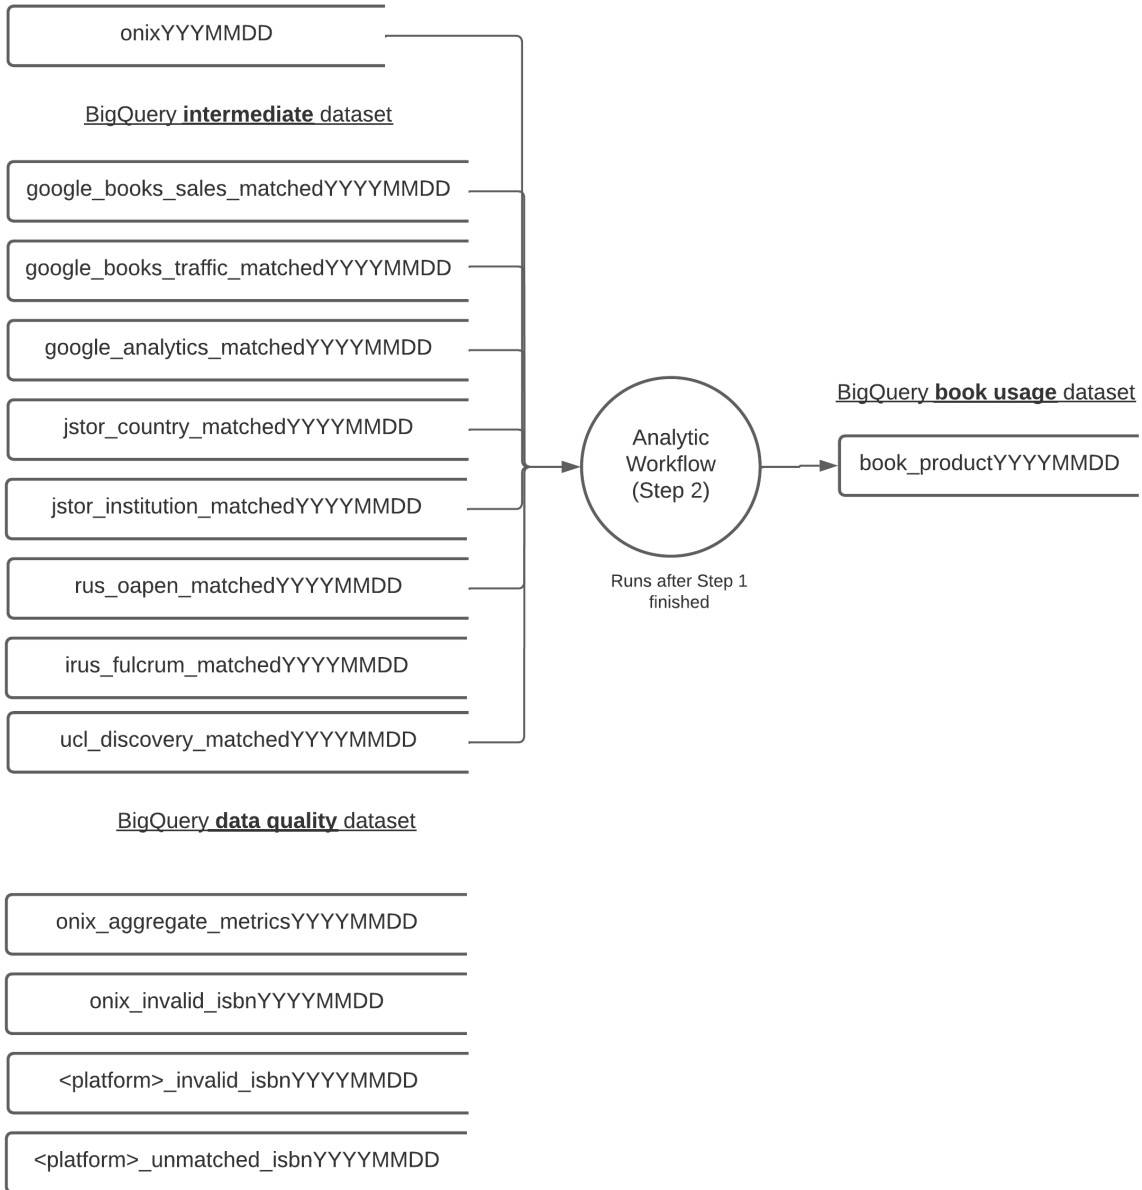 onixYYYMMDD
BigQuery intermediate dataset
google_books_sales_matchedYYYYMMDD
google_books_traffic_matchedYYYYMMDD
google_analytics_matchedYYYYMMDD
jstor_country_matchedYYYYMMDD
jstor_institution_matchedYYYYMMDD
rus_oapen_matchedYYYYMMDD
irus_fulcrum_matchedYYYYMMDD
ucl_discovery_matchedYYYYMMDD
BigQuery data quality dataset
onix_aggregate_metricsYYYYMMDD
onix_invalid_isbnYYYYMMDD
<platform>_invalid_isbnYYYYMMDD
<platform>_unmatched_isbnYYYYMMDD
Analytic
Workflow
(Step 2)
Runs after Step 1
finished
BigQuery book usage dataset
book_productYYYYMMDD